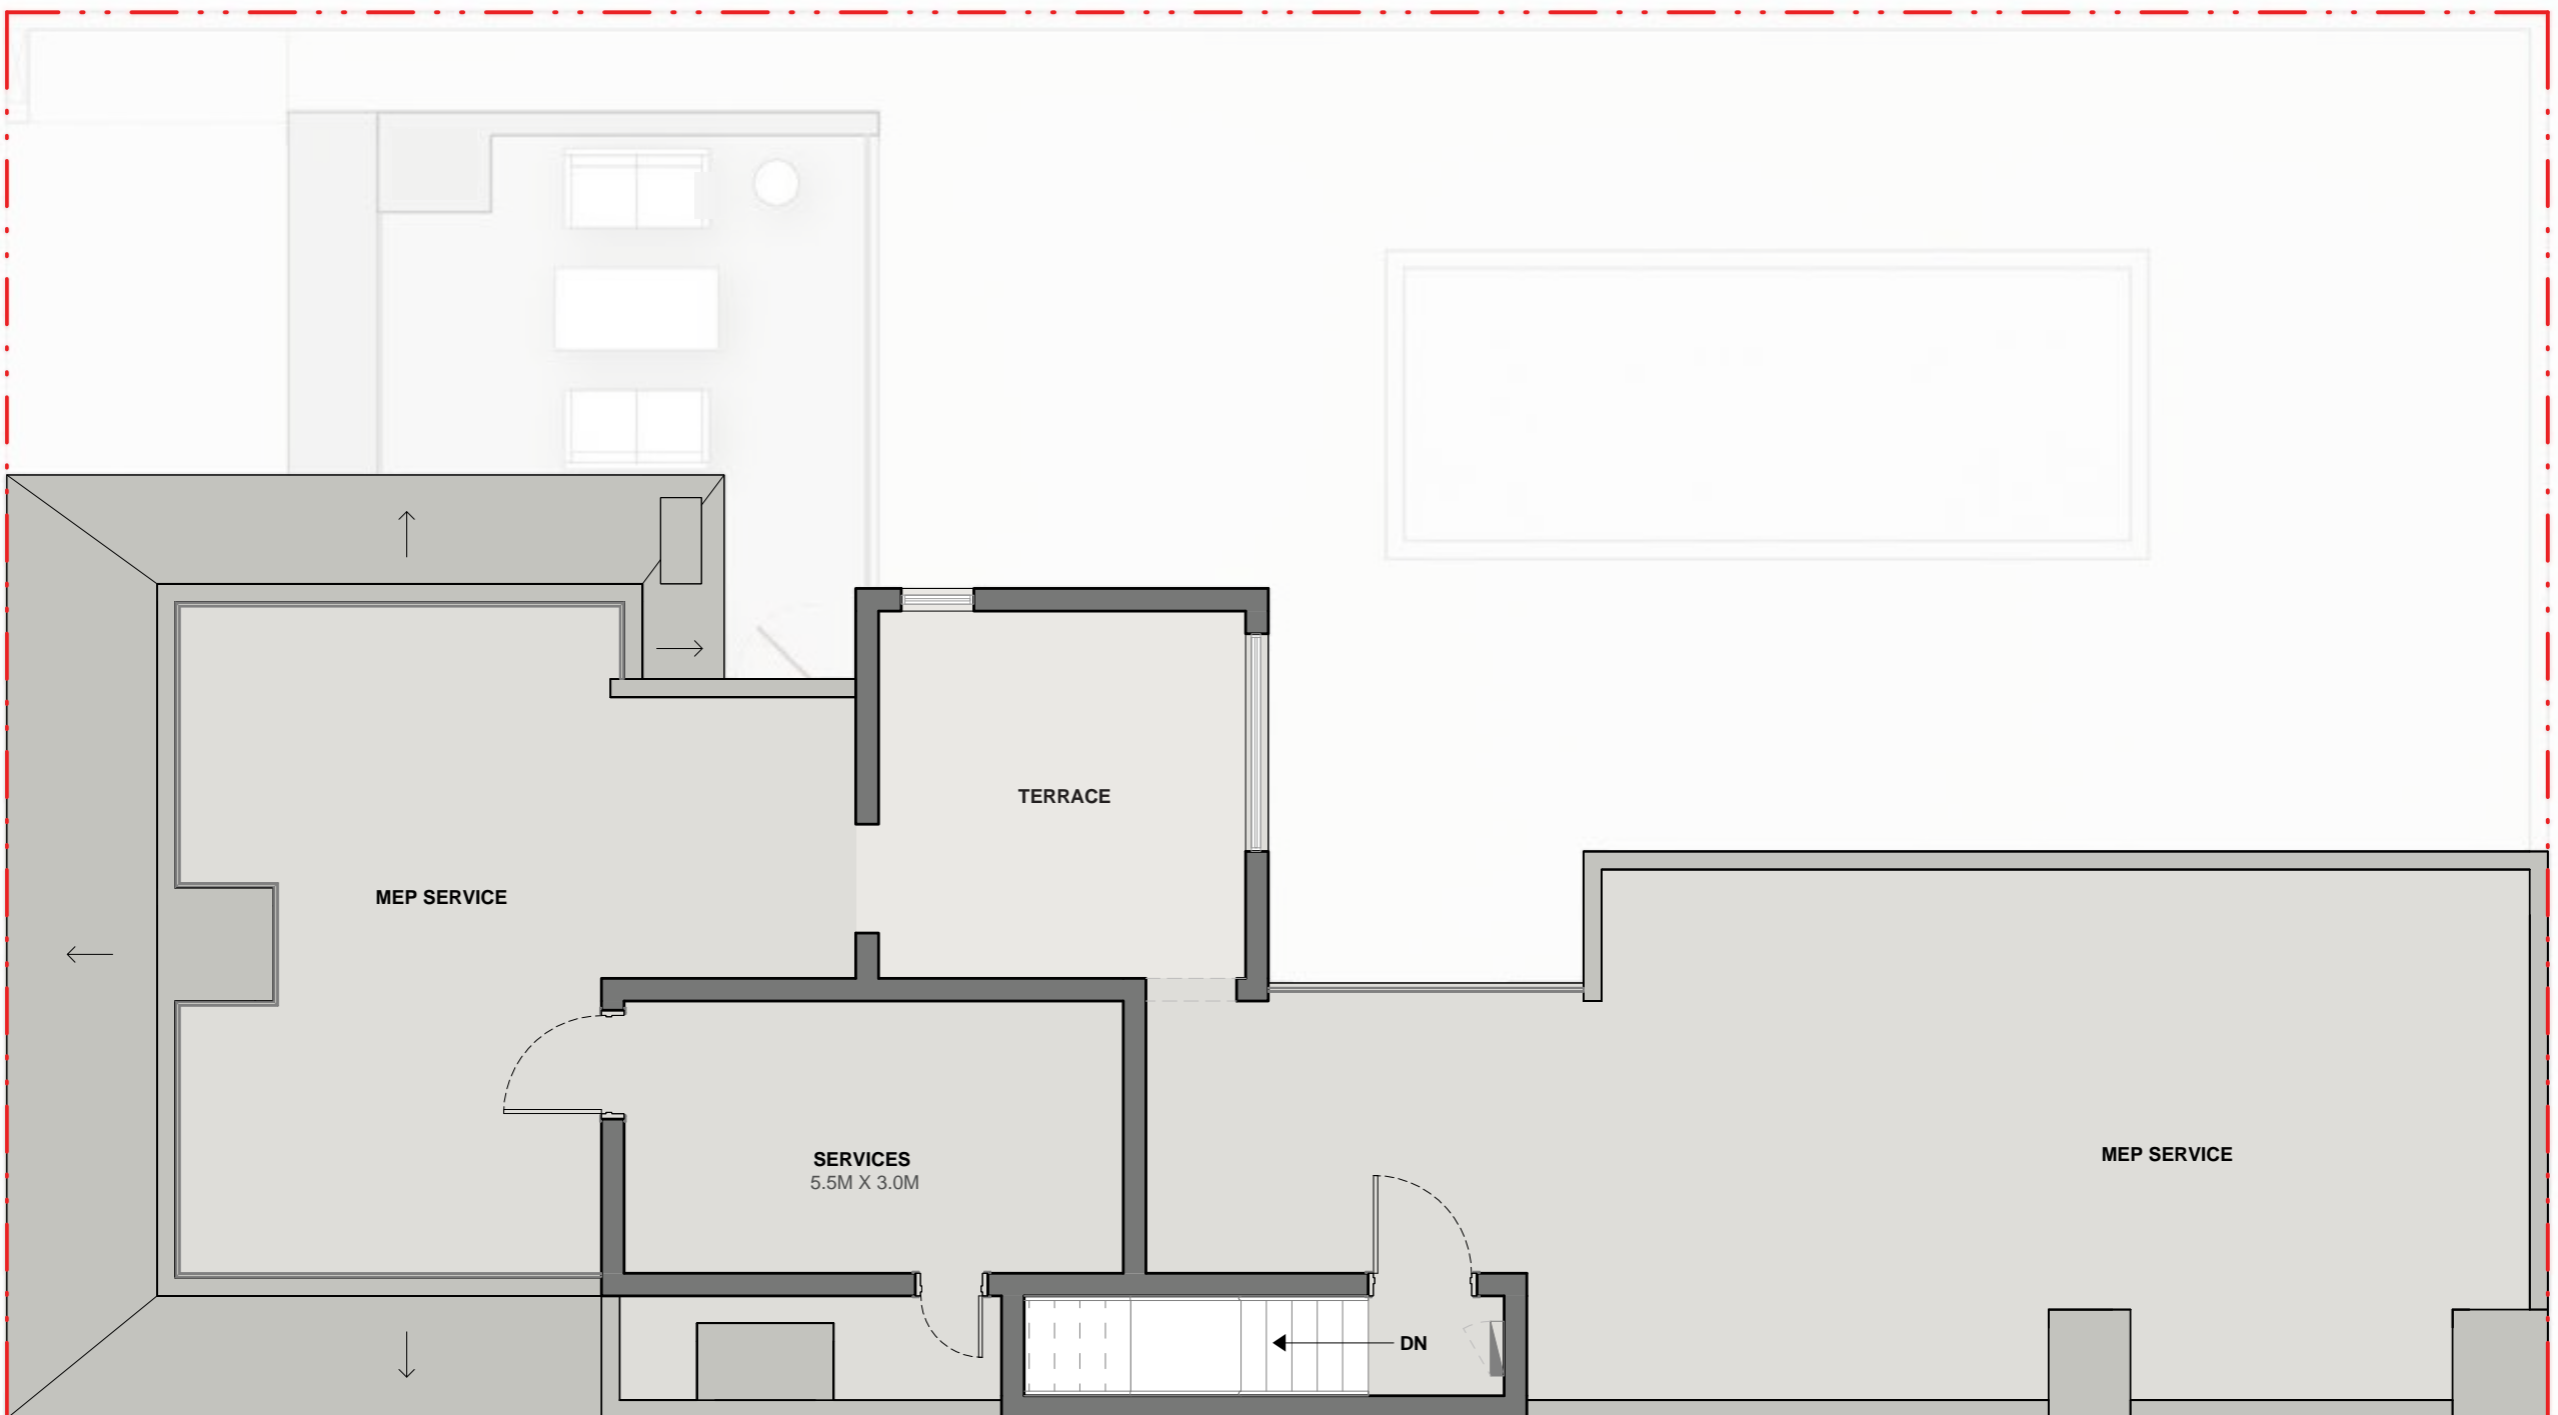 TERRACE
MEP SERVICE
SERVICES
5.5M X 3.0M
MEP SERVICE
DN